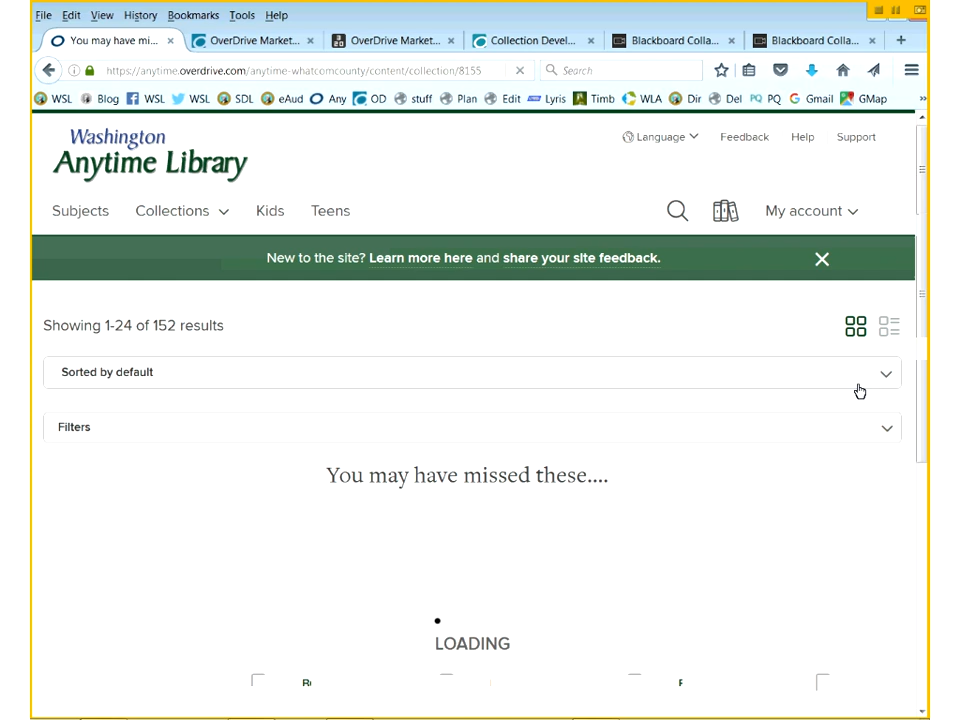 File Edit View History Bookmarks Tools Help
You may have mi... × OverDrive Market... × OverDrive Market... × Collection Devel... × Blackboard Colla... × Blackboard Colla... × +
https://anytime.overdrive.com/anytime-whatcomcounty/content/collection/8155 Search
WSL Blog WSL WSL SDL eAud Any OD stuff Plan Edit Lyris Timb WLA Dir Del PQ PQ Gmail GMap »
Washington
Anytime Library
Language Feedback Help Support
Subjects Collections Kids Teens My account
New to the site? Learn more here and share your site feedback.
Showing 1-24 of 152 results
Sorted by default
Filters
You may have missed these....
LOADING